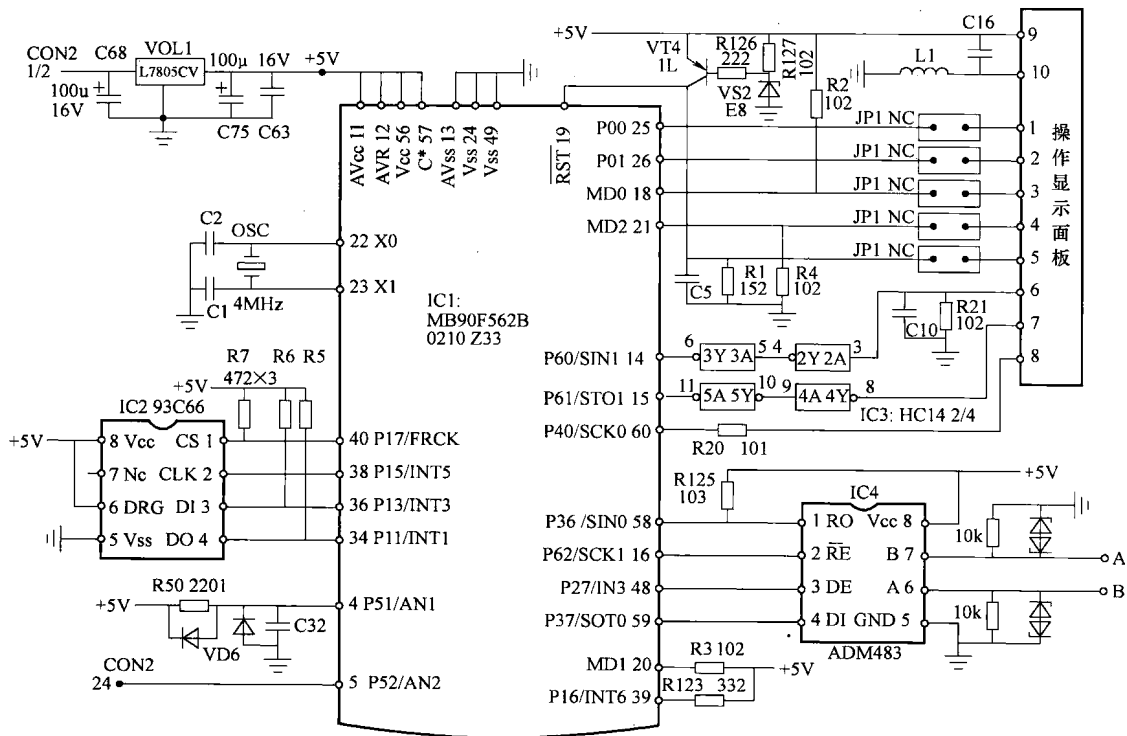 CON2
1/2
C68
VOL1
L7805CV
100μ
16V
+5V
100u
16V
C75
C63
AVcc 11
AVR 12
Vcc 56
C* 57
AVss 13
Vss 24
Vss 49
RST 19
+5V
VT4
1L
R126
222
R127
102
VS2
E8
R2
102
C16
L1
9
10
P00 25
JP1 NC
1
P01 26
JP1 NC
2
MD0 18
JP1 NC
3
MD2 21
JP1 NC
4
JP1 NC
5
6
7
8
操作显示面板
C2
OSC
22 X0
23 X1
C1
4MHz
IC1:
MB90F562B
0210 Z33
C5
R1
152
R4
102
C10
R21
102
P60/SIN1 14
6
3Y 3A
5
4
2Y 2A
3
P61/STO1 15
11
5A 5Y
10
9
4A 4Y
8
IC3: HC14 2/4
P40/SCK0 60
R20
101
R7
R6
R5
472×3
+5V
IC2 93C66
+5V
8 Vcc
CS 1
40 P17/FRCK
7 Nc
CLK 2
38 P15/INT5
6 DRG
DI 3
36 P13/INT3
5 Vss
DO 4
34 P11/INT1
R125
103
+5V
IC4
P36 /SIN0 58
1 RO
Vcc 8
P62/SCK1 16
2 RE
B 7
P27/IN3 48
3 DE
A 6
P37/SOT0 59
4 DI
GND 5
ADM483
10k
10k
A
B
R50 2201
+5V
4 P51/AN1
VD6
C32
CON2
24
5 P52/AN2
MD1 20
R3 102
+5V
P16/INT6 39
R123
332